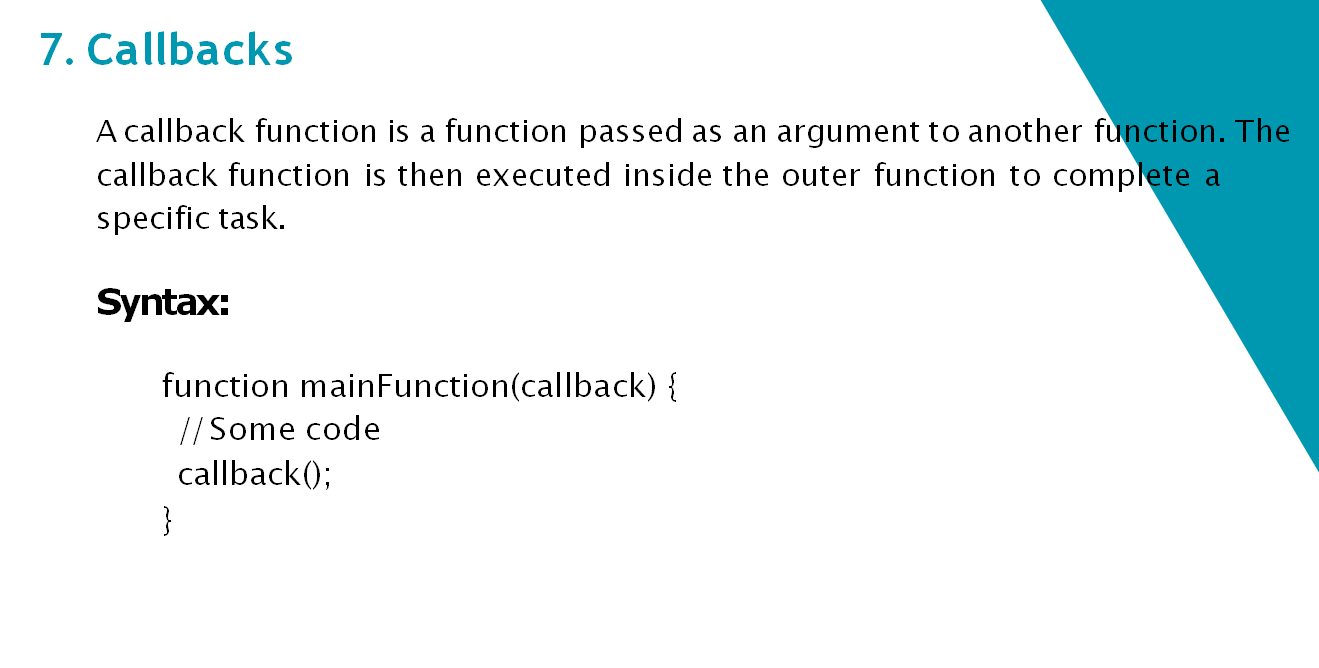 7. Callbacks
A callback function is a function passed as an argument to another function. The
callback function is then executed inside the outer function to complete a
specific task.
Syntax:
function mainFunction(callback) {
// Some code
callback();
}